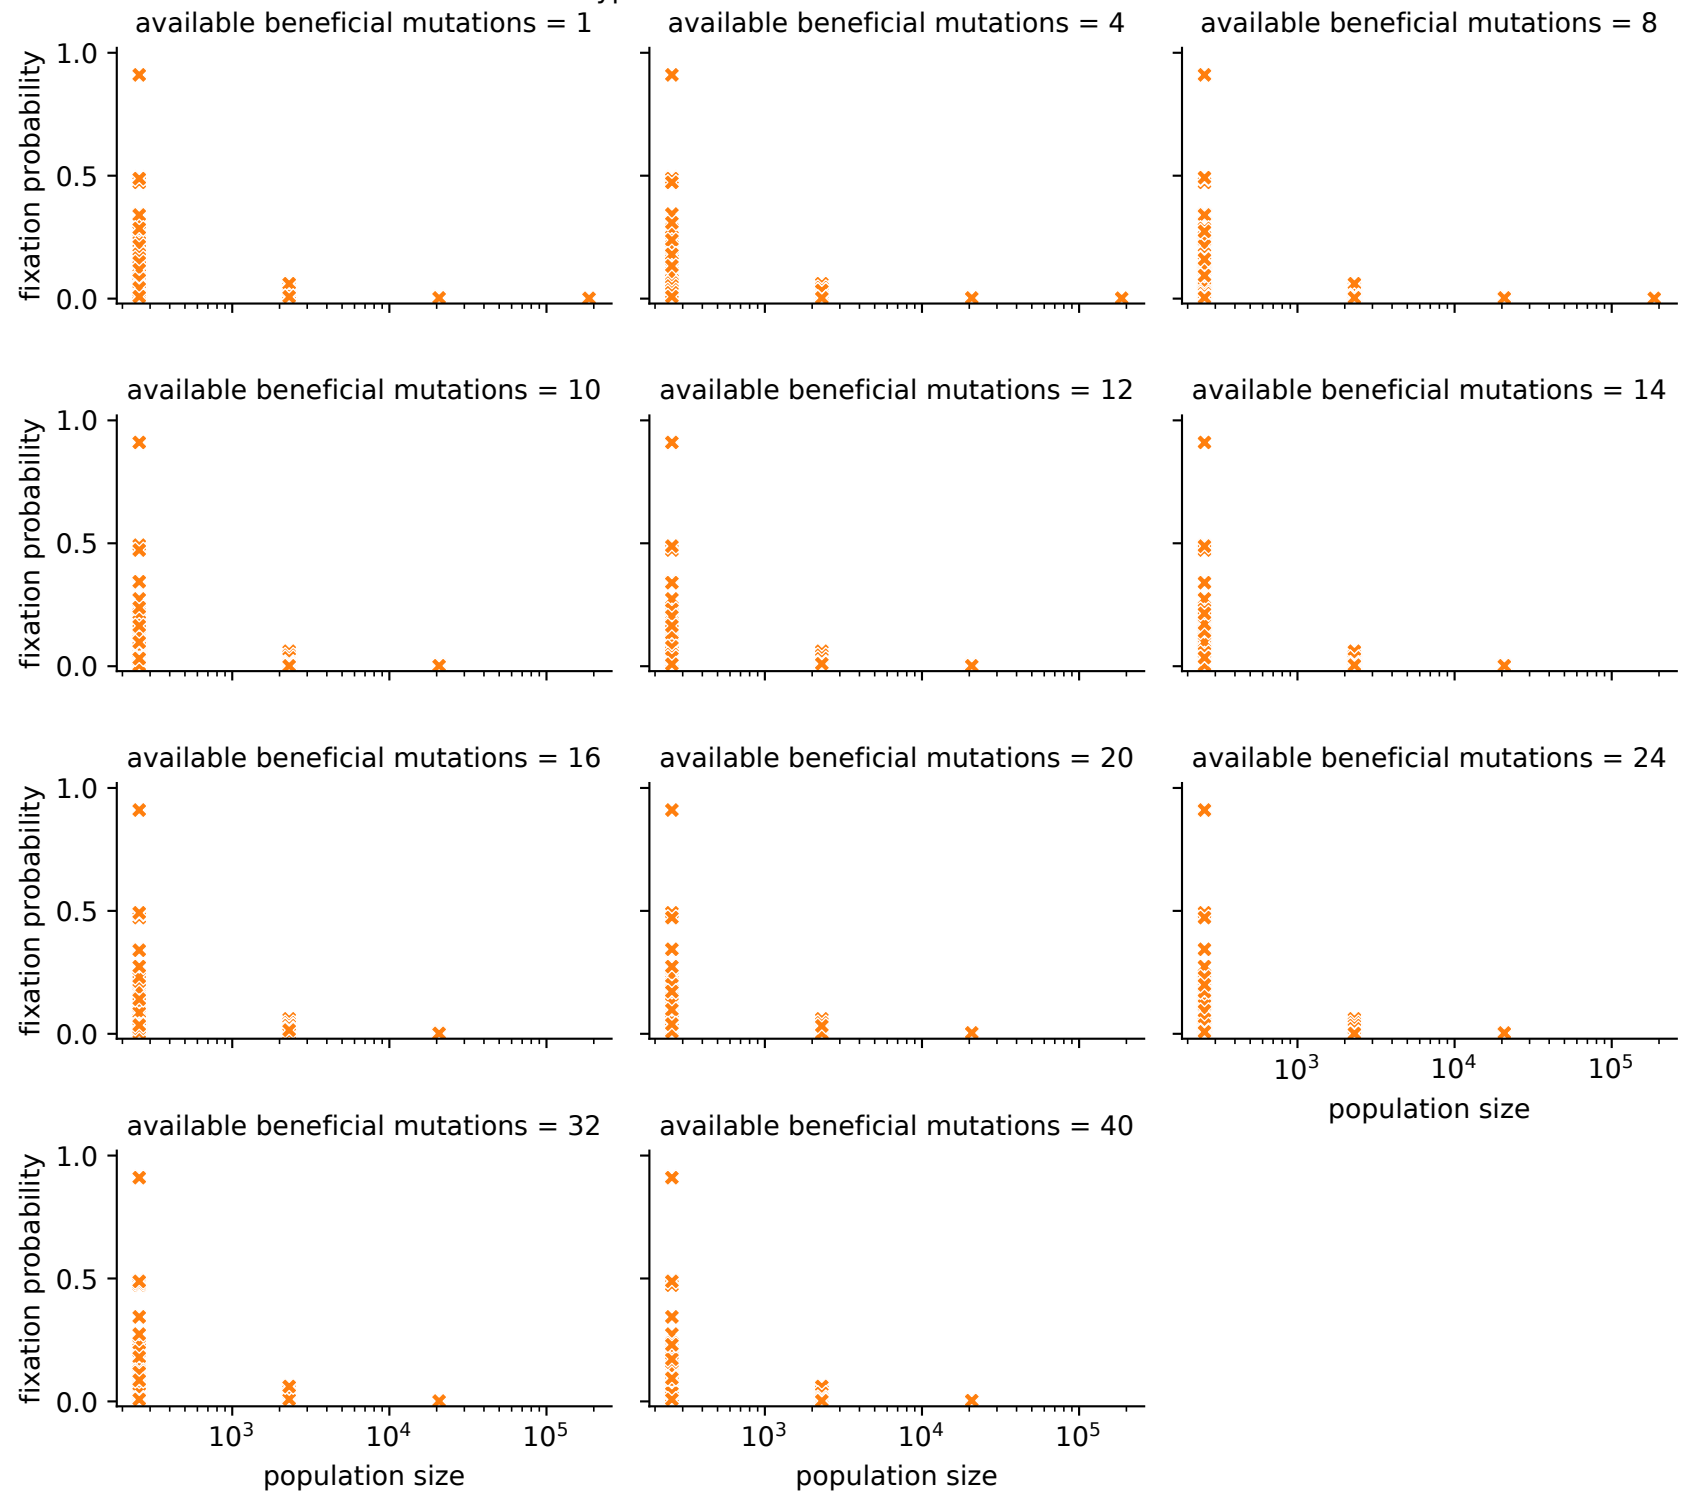 available beneficial mutations = 1 available beneficial mutations = 4 available beneficial mutations = 8
fixation probability
1.0
0.5
0.0
available beneficial mutations = 10 available beneficial mutations = 12 available beneficial mutations = 14
fixation probability
1.0
0.5
0.0
available beneficial mutations = 16 available beneficial mutations = 20 available beneficial mutations = 24
fixation probability
1.0
0.5
0.0
10³ 10⁴ 10⁵
population size
available beneficial mutations = 32 available beneficial mutations = 40
fixation probability
1.0
0.5
0.0
10³ 10⁴ 10⁵ 10³ 10⁴ 10⁵
population size population size